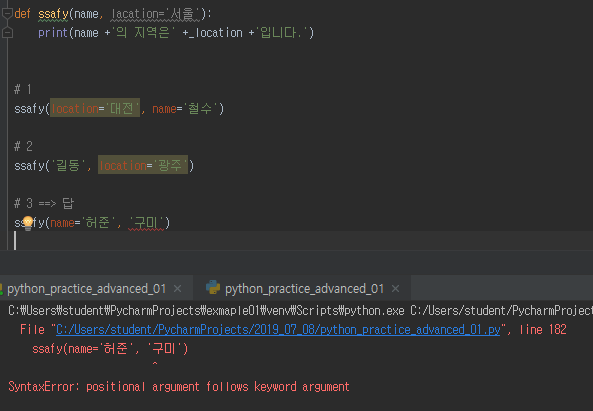 def ssafy(name, lacation='서울'):
print(name +'의 지역은' +_location +'입니다.')
# 1
ssafy(location='대전', name='철수')
# 2
ssafy('길동', location='광주')
# 3 ==> 답
ssafy(name='허준', '구미')
python_practice_advanced_01 × python_practice_advanced_01 ×
C:₩Users₩student₩PycharmProjects₩exmaple01₩venv₩Scripts₩python.exe C:/Users/student/PycharmProject
File "C:/Users/student/PycharmProjects/2019_07_08/python_practice_advanced_01.py", line 182
ssafy(name='허준', '구미')
^
SyntaxError: positional argument follows keyword argument